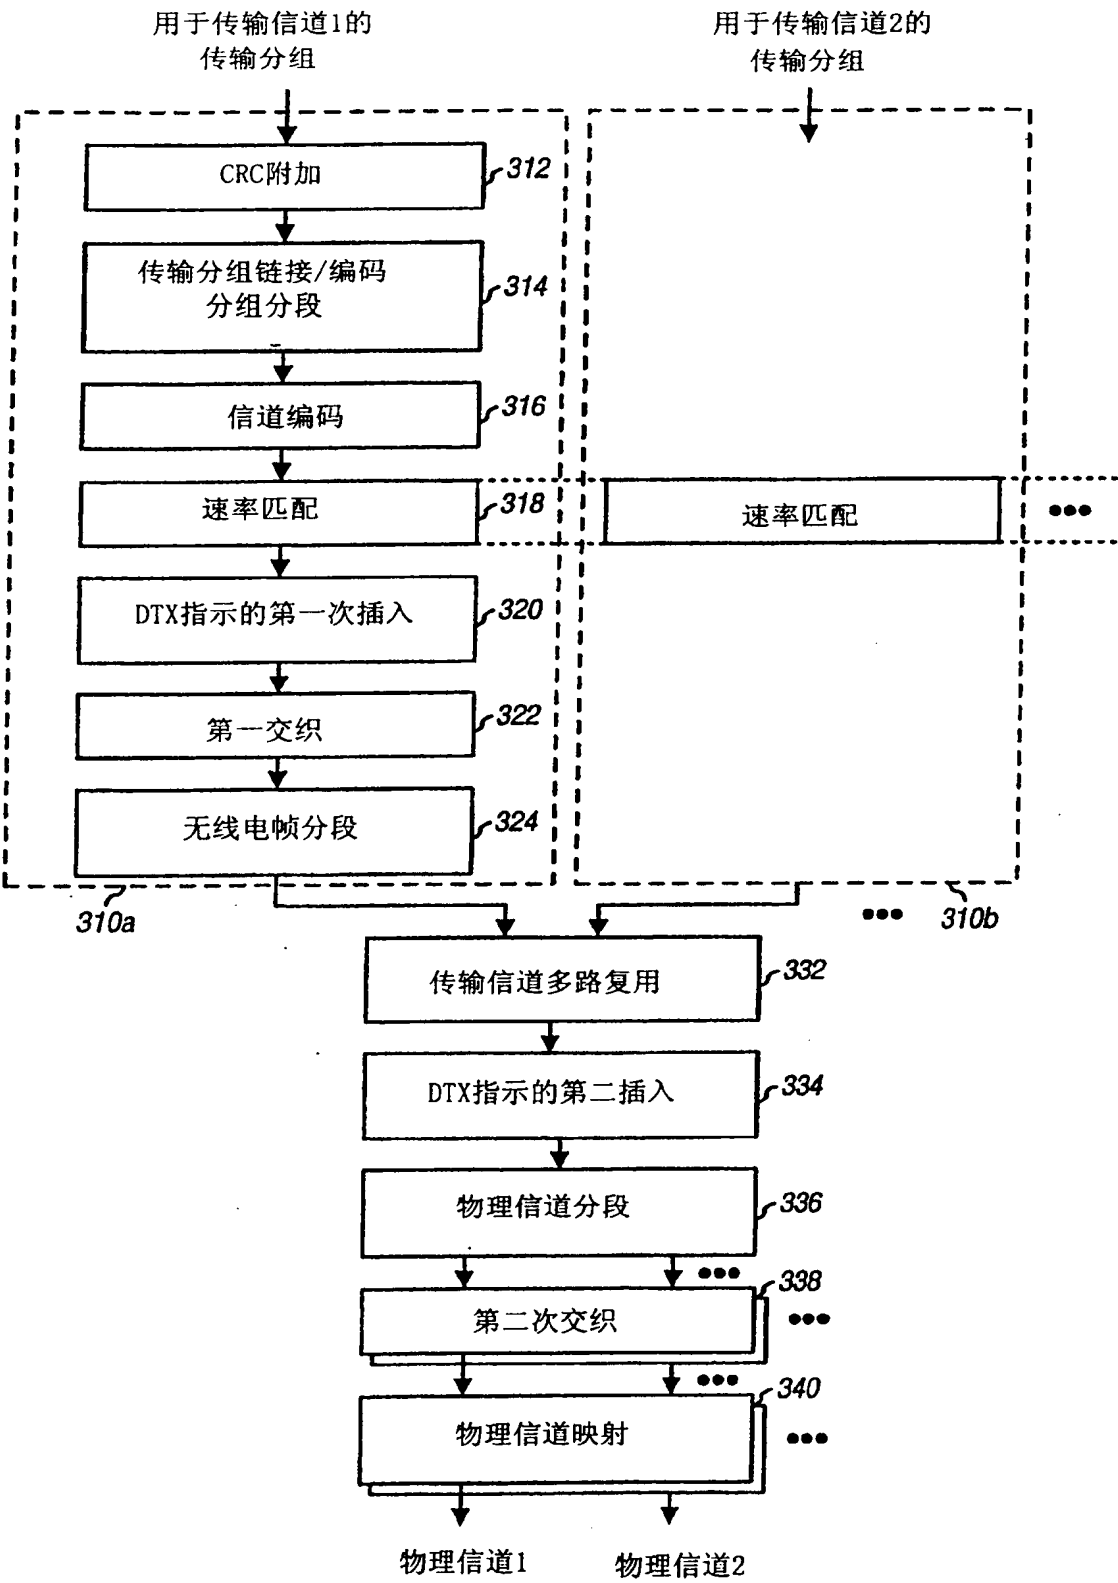 用于传输信道1的
传输分组
用于传输信道2的
传输分组
CRC附加
312
传输分组链接/编码
分组分段
314
信道编码
316
速率匹配
318
速率匹配
DTX指示的第一次插入
320
第一交织
322
无线电帧分段
324
310a
310b
传输信道多路复用
332
DTX指示的第二插入
334
物理信道分段
336
338
第二次交织
340
物理信道映射
物理信道1
物理信道2